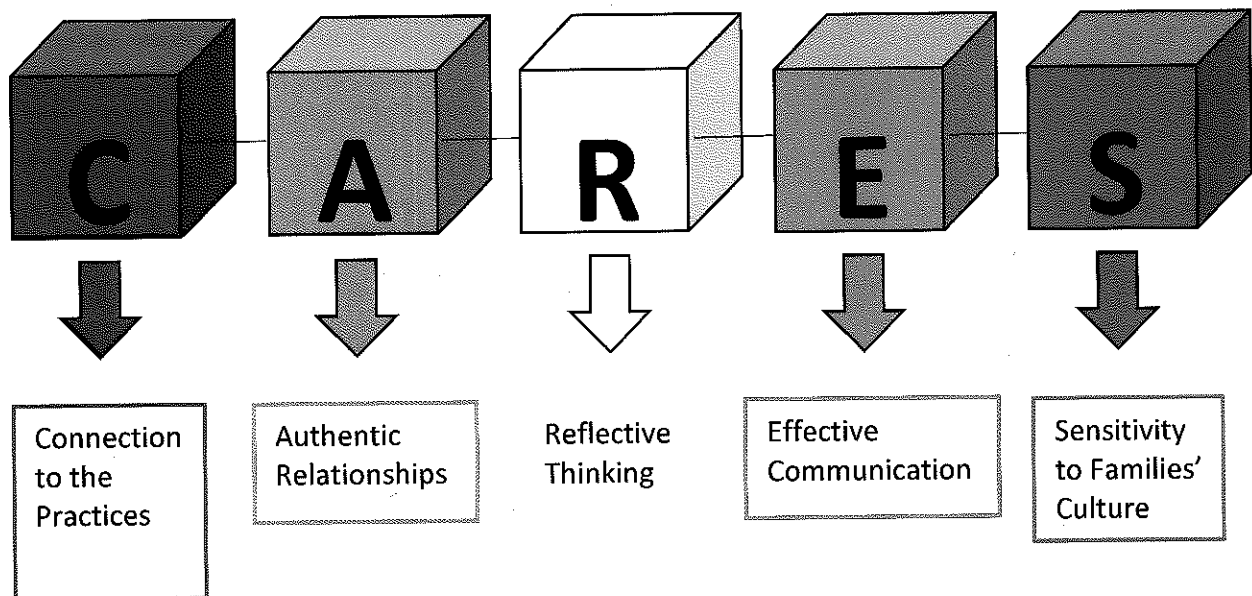 C A R E S
Connection
to the
Practices
Authentic
Relationships
Reflective
Thinking
Effective
Communication
Sensitivity
to Families’
Culture